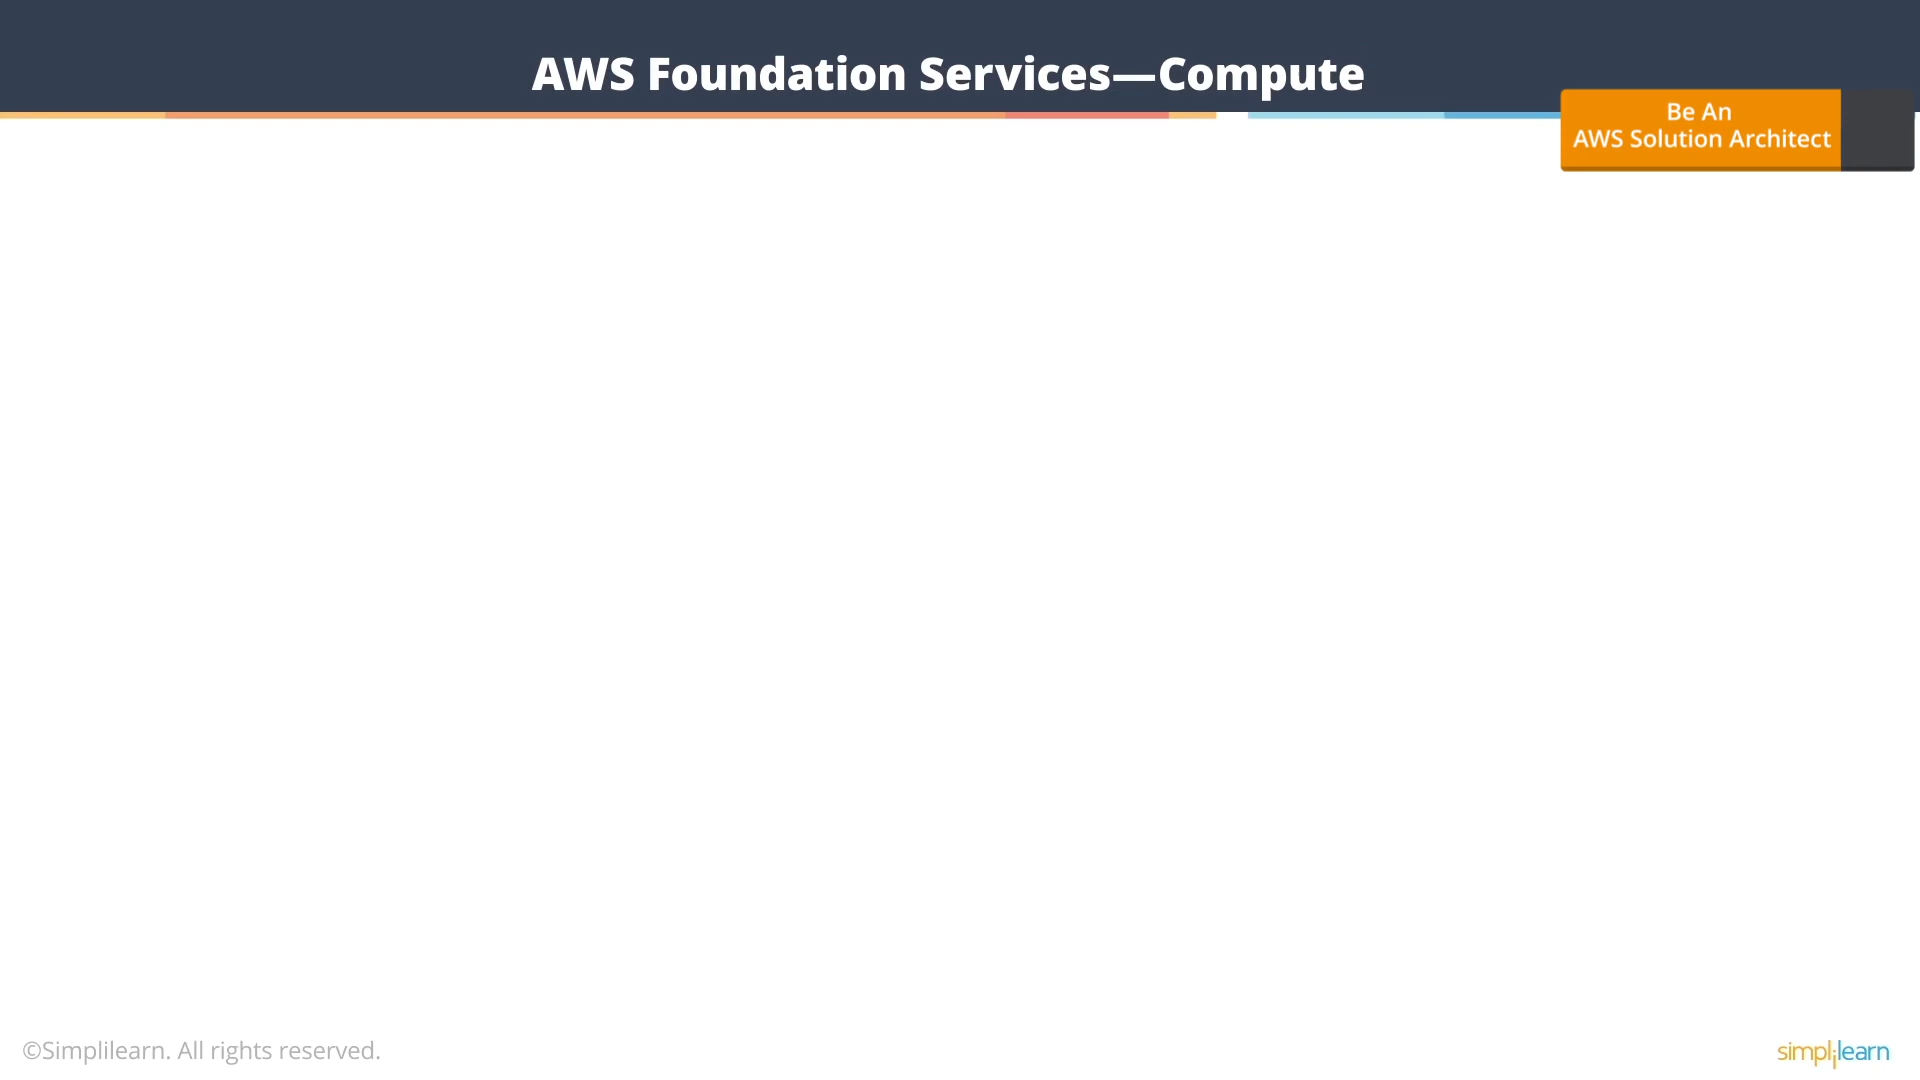 AWS Foundation Services—Compute
Be An
AWS Solution Architect
©Simplilearn. All rights reserved.
simplilearn